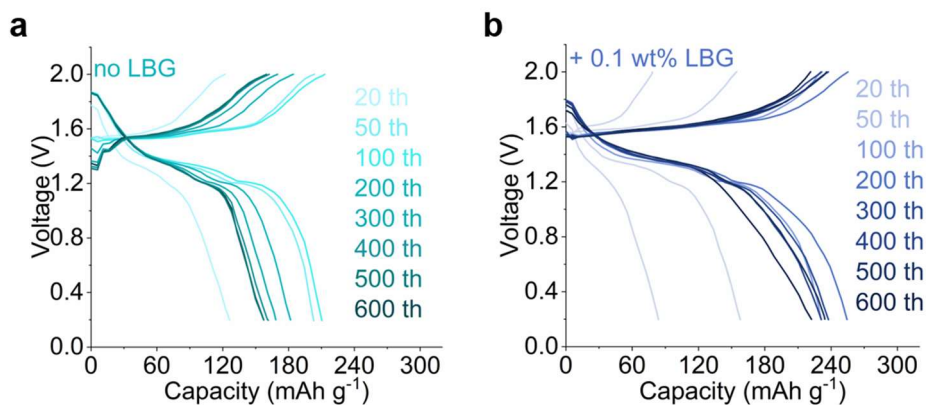 a
no LBG
2.0
1.6
1.2
0.8
0.4
0.0
Voltage (V)
20 th
50 th
100 th
200 th
300 th
400 th
500 th
600 th
0 60 120 180 240 300
Capacity (mAh g⁻¹)
b
+ 0.1 wt% LBG
2.0
1.6
1.2
0.8
0.4
0.0
Voltage (V)
20 th
50 th
100 th
200 th
300 th
400 th
500 th
600 th
0 60 120 180 240 300
Capacity (mAh g⁻¹)